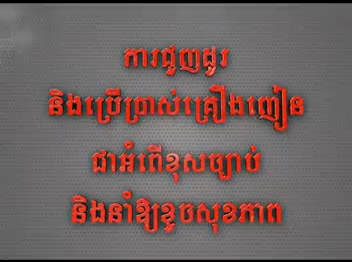 ការជួញដូរ
និងប្រើប្រាស់គ្រឿងញៀន
ជាអំពើខុសច្បាប់
និងនាំឱ្យខូចសុខភាព